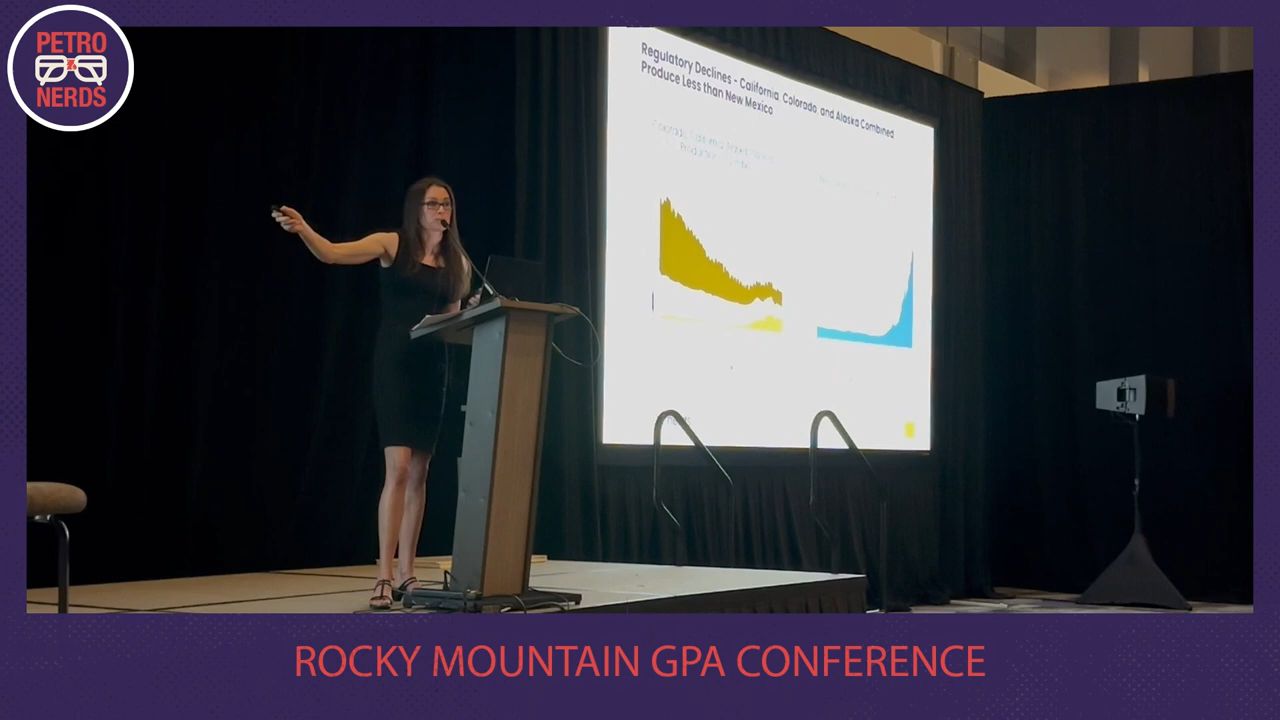 PETRO
NERDS
Regulatory Declines - California, Colorado, and Alaska Combined
Produce Less than New Mexico
ROCKY MOUNTAIN GPA CONFERENCE